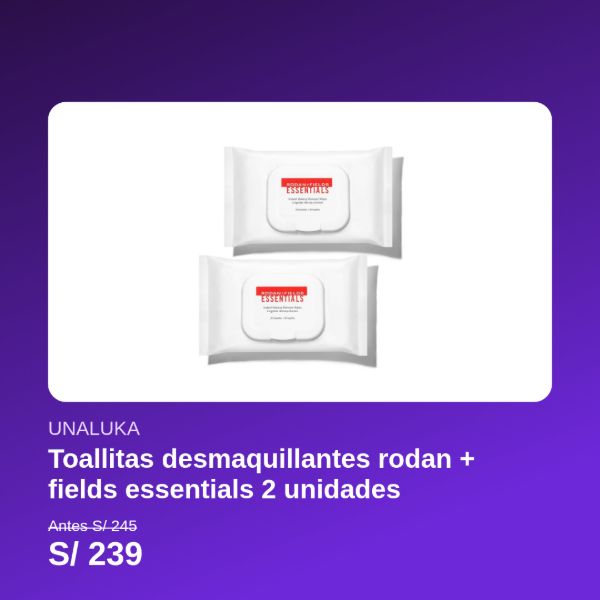 RODAN+FIELDS
ESSENTIALS
RODAN+FIELDS
ESSENTIALS
UNALUKA
Toallitas desmaquillantes rodan +
fields essentials 2 unidades
Antes S/ 245
S/ 239